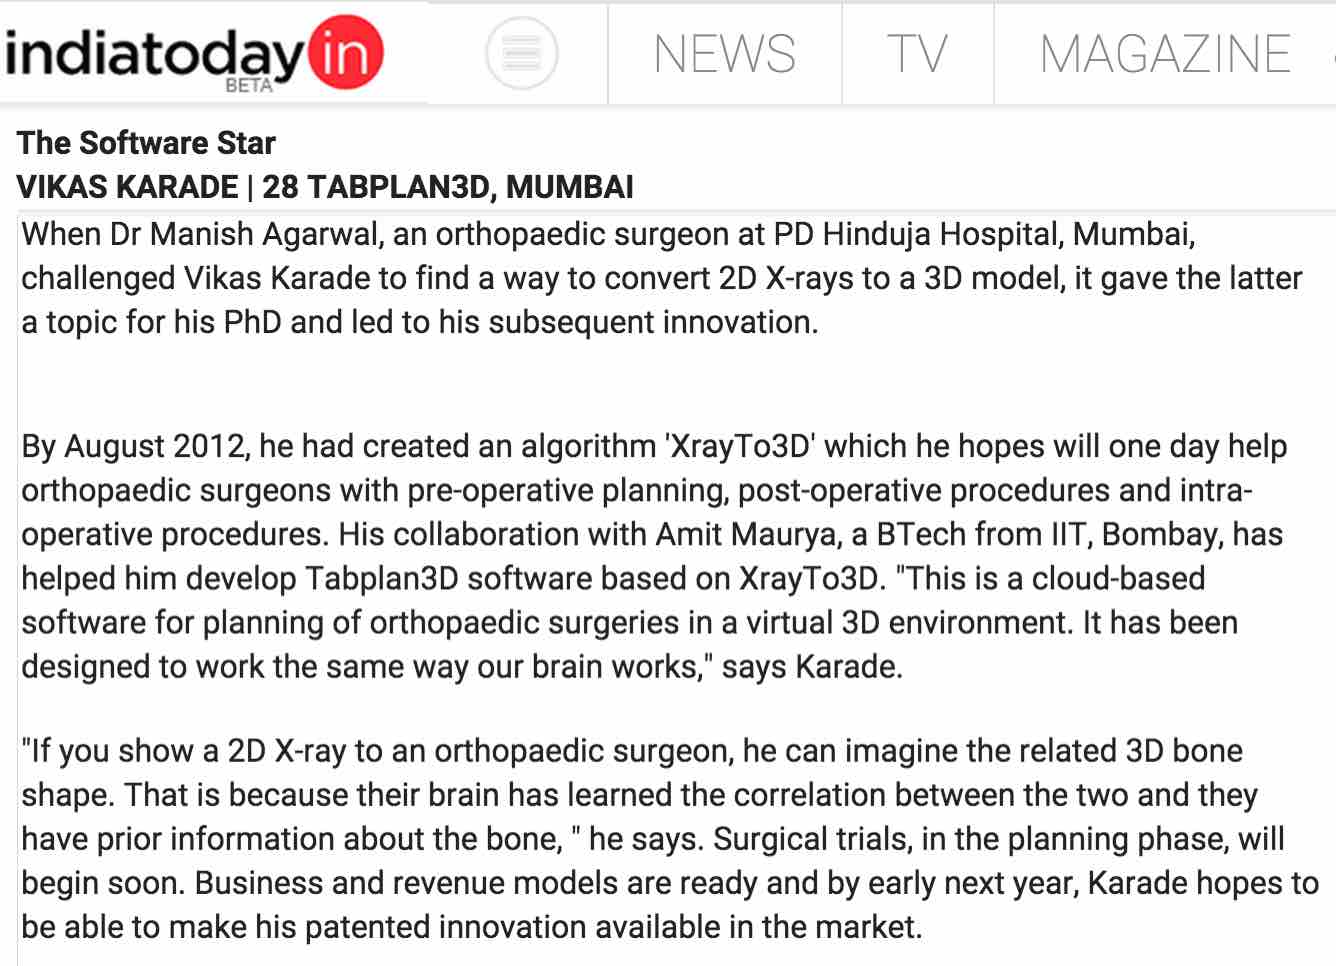 indiatoday in
BETA
NEWS TV MAGAZINE
The Software Star
VIKAS KARADE | 28 TABPLAN3D, MUMBAI
When Dr Manish Agarwal, an orthopaedic surgeon at PD Hinduja Hospital, Mumbai,
challenged Vikas Karade to find a way to convert 2D X-rays to a 3D model, it gave the latter
a topic for his PhD and led to his subsequent innovation.
By August 2012, he had created an algorithm 'XrayTo3D' which he hopes will one day help
orthopaedic surgeons with pre-operative planning, post-operative procedures and intra-
operative procedures. His collaboration with Amit Maurya, a BTech from IIT, Bombay, has
helped him develop Tabplan3D software based on XrayTo3D. "This is a cloud-based
software for planning of orthopaedic surgeries in a virtual 3D environment. It has been
designed to work the same way our brain works," says Karade.
"If you show a 2D X-ray to an orthopaedic surgeon, he can imagine the related 3D bone
shape. That is because their brain has learned the correlation between the two and they
have prior information about the bone, " he says. Surgical trials, in the planning phase, will
begin soon. Business and revenue models are ready and by early next year, Karade hopes to
be able to make his patented innovation available in the market.